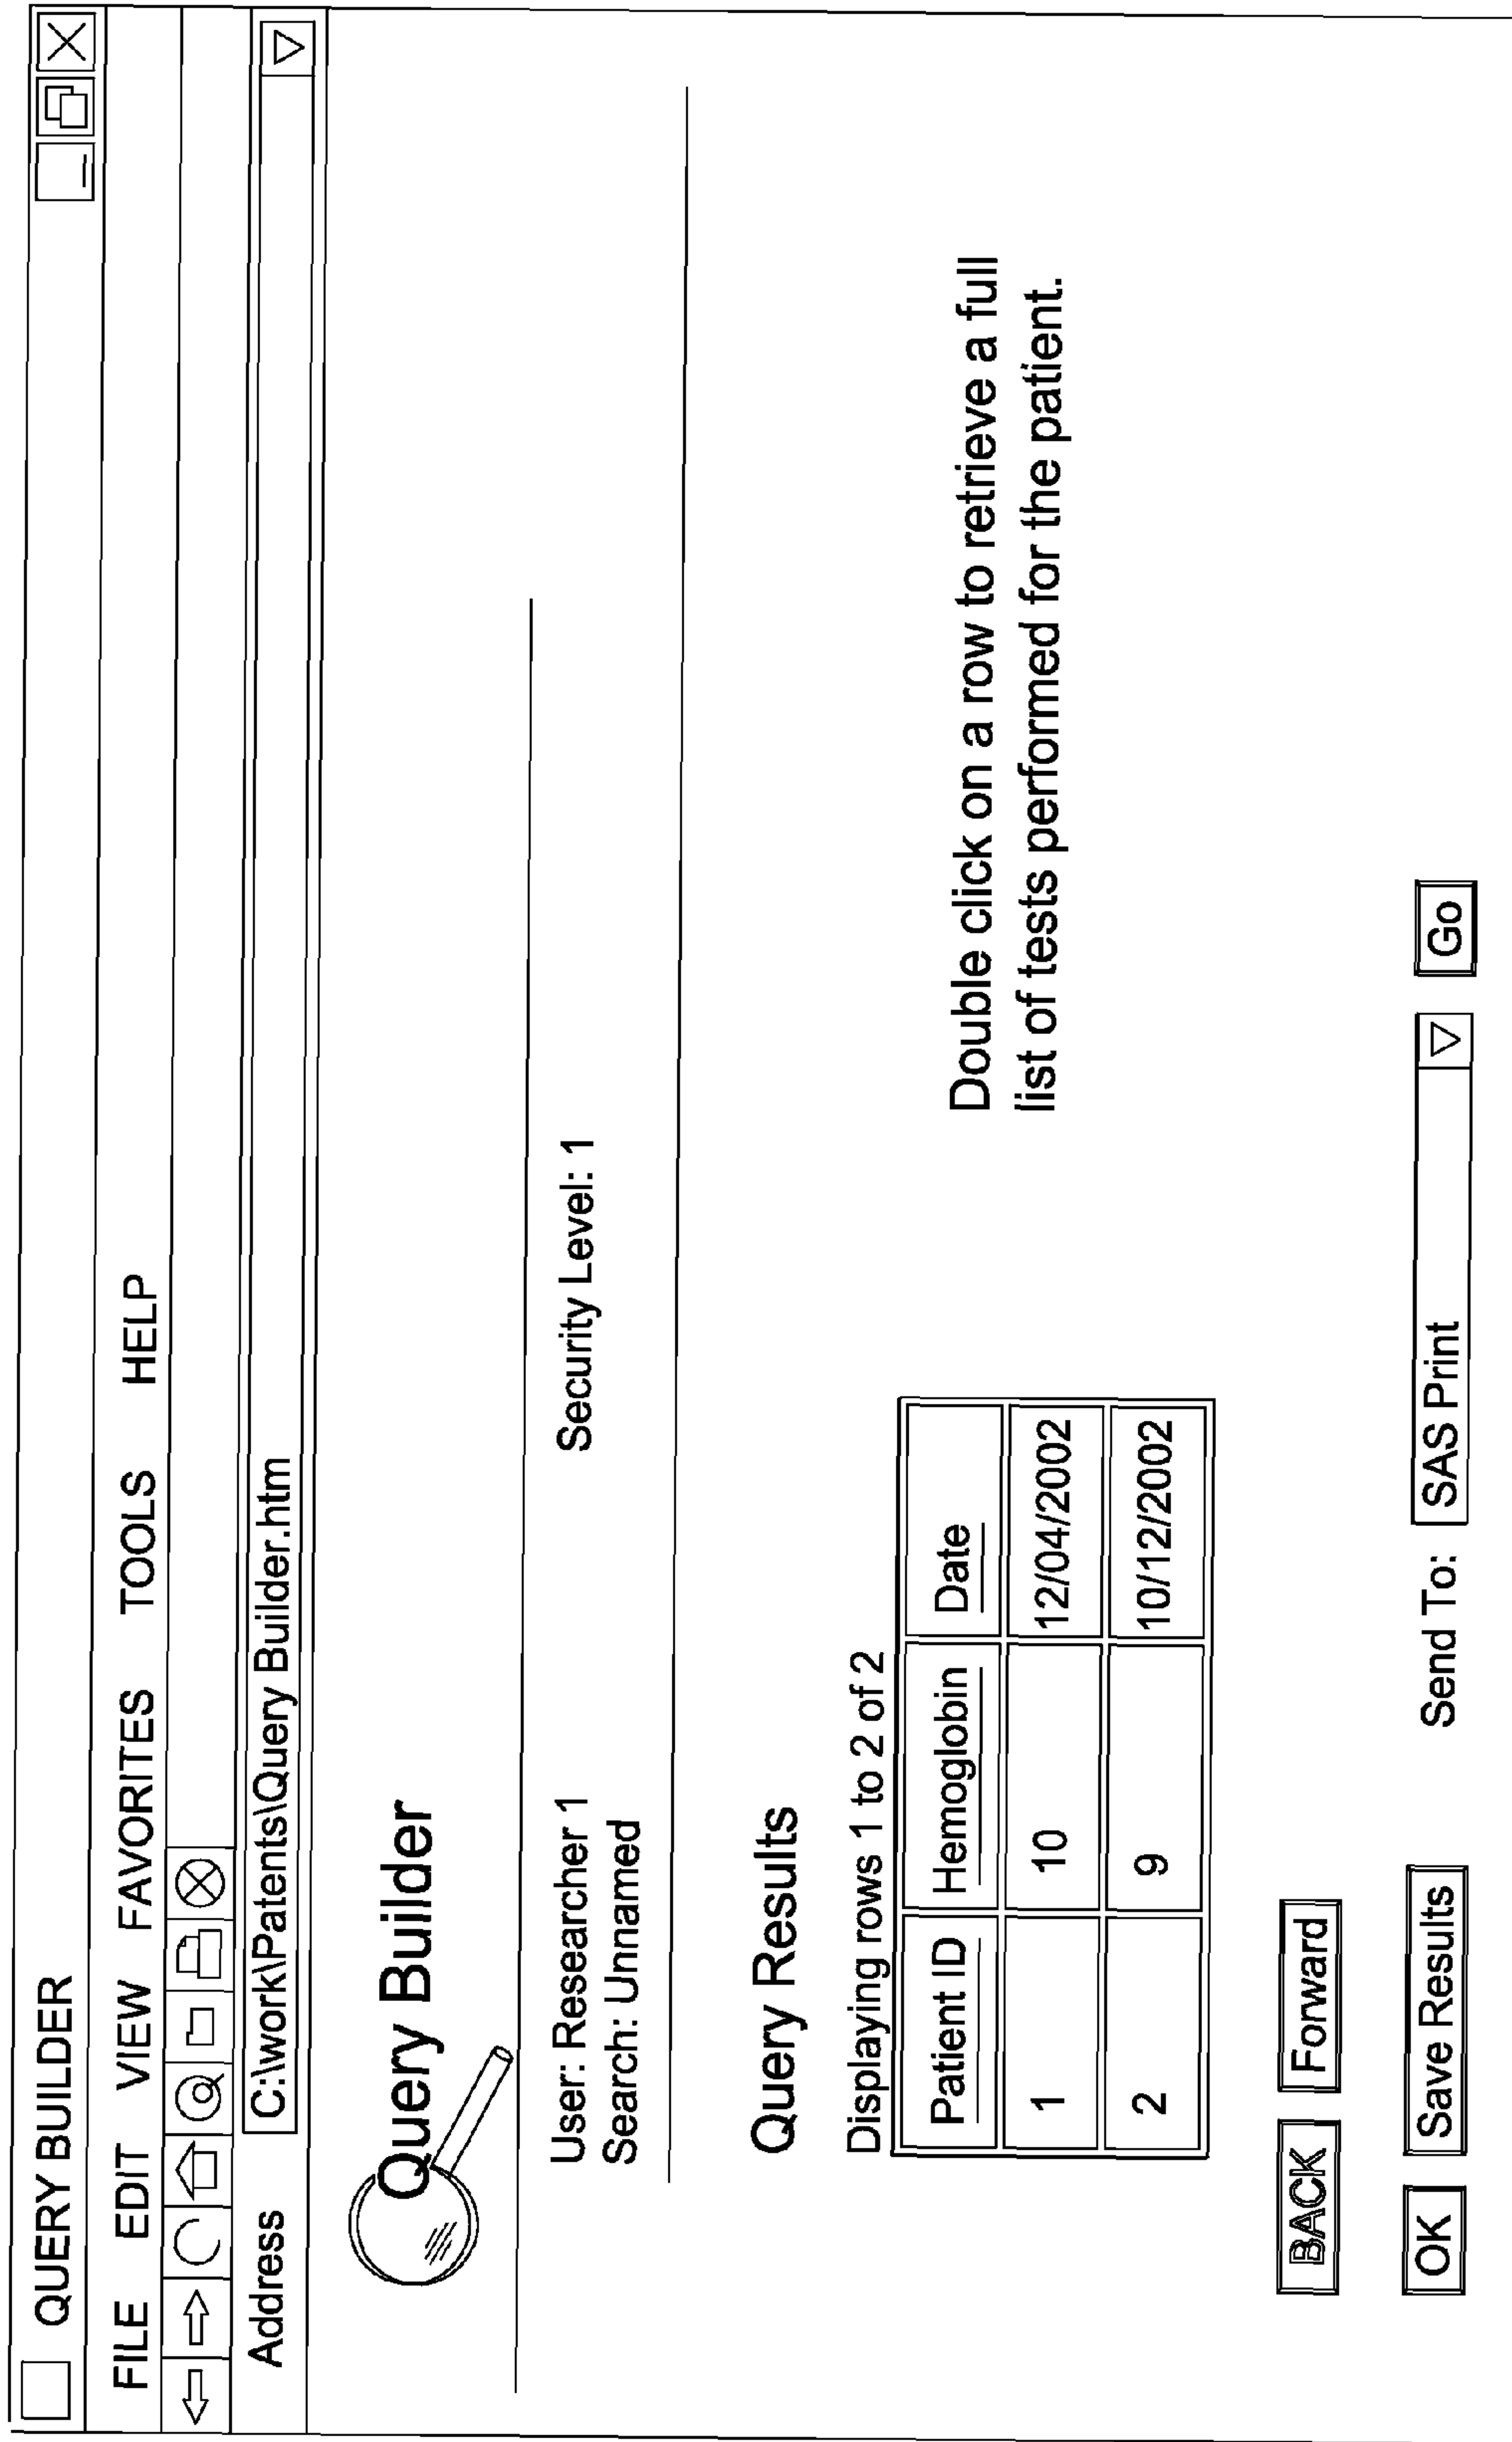 QUERY BUILDER
FILE EDIT VIEW FAVORITES TOOLS HELP
Address C:\work\Patents\Query Builder.htm
Query Builder
User: Researcher 1 Security Level: 1
Search: Unnamed
Query Results
Displaying rows 1 to 2 of 2
Patient ID Hemoglobin Date
1 10 12/04/2002
2 9 10/12/2002
Double click on a row to retrieve a full
list of tests performed for the patient.
BACK Forward
OK Save Results Send To: SAS Print Go